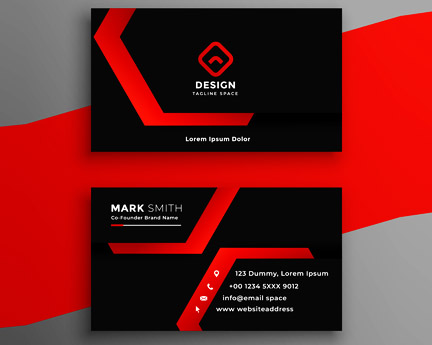 DESIGN
TAGLINE SPACE
Lorem Ipsum Dolor
MARK SMITH
Co-Founder Brand Name
123 Dummy, Lorem Ipsum
+00 1234 5XXX 9012
info@email space
www websiteaddress